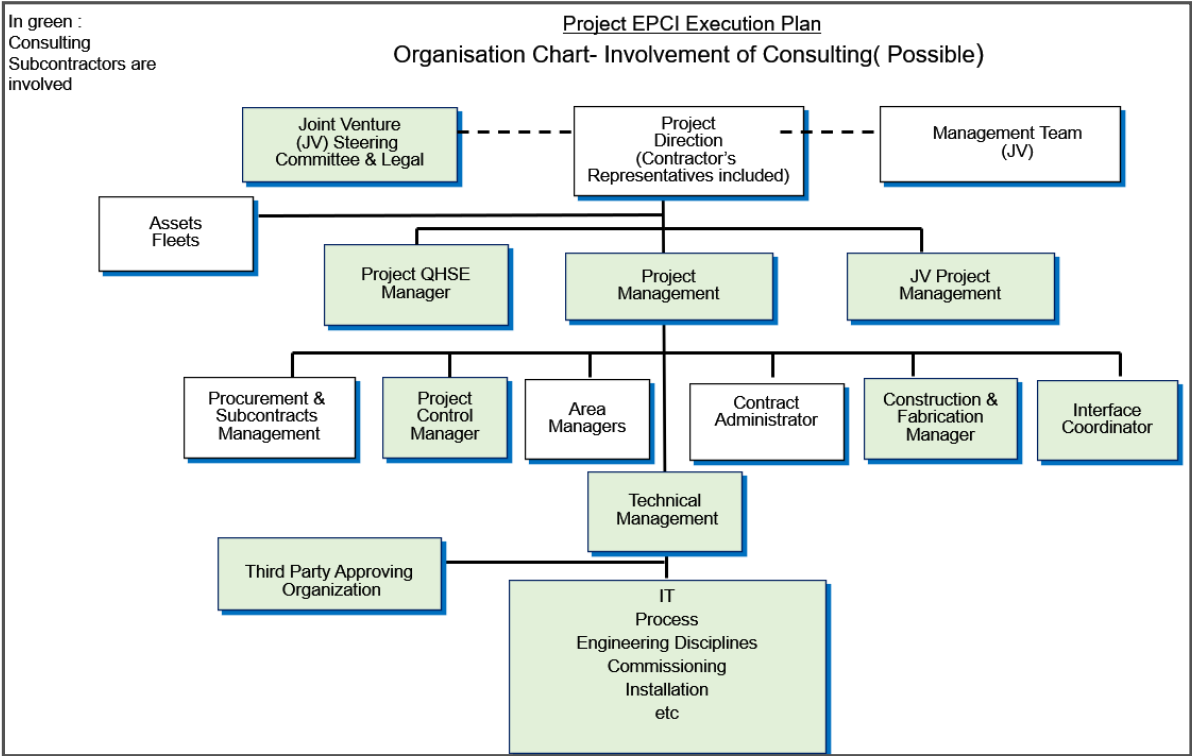 In green :
Consulting
Subcontractors are
involved
Project EPCI Execution Plan
Organisation Chart- Involvement of Consulting( Possible)
Joint Venture
(JV) Steering
Committee & Legal
Project
Direction
(Contractor's
Representatives included)
Management Team
(JV)
Assets
Fleets
Project QHSE
Manager
Project
Management
JV Project
Management
Procurement &
Subcontracts
Management
Project
Control
Manager
Area
Managers
Contract
Administrator
Construction &
Fabrication
Manager
Interface
Coordinator
Technical
Management
Third Party Approving
Organization
IT
Process
Engineering Disciplines
Commissioning
Installation
etc